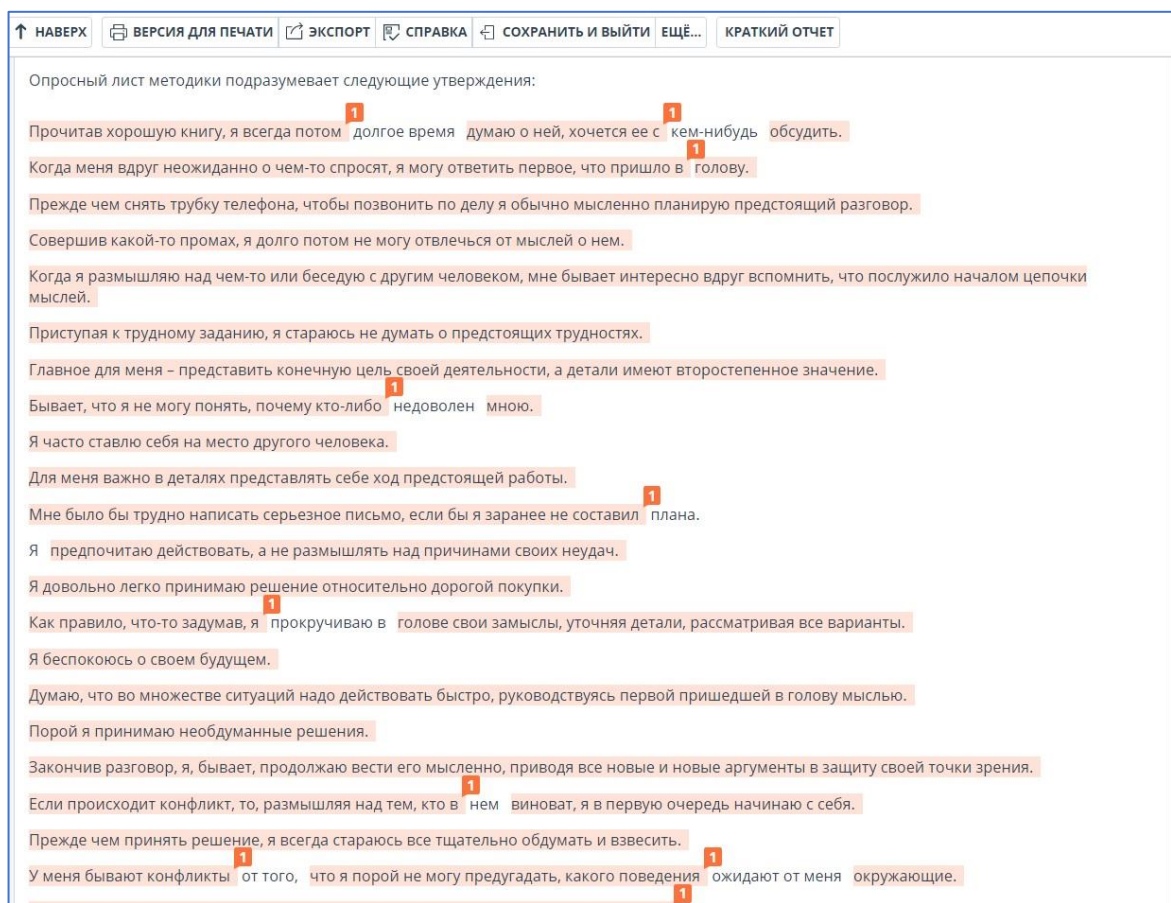 НАВЕРХ ВЕРСИЯ ДЛЯ ПЕЧАТИ ЭКСПОРТ СПРАВКА СОХРАНИТЬ И ВЫЙТИ ЕЩЁ... КРАТКИЙ ОТЧЕТ
Опросный лист методики подразумевает следующие утверждения:
1 1
Прочитав хорошую книгу, я всегда потом долгое время думаю о ней, хочется ее с кем-нибудь обсудить.
1
Когда меня вдруг неожиданно о чем-то спросят, я могу ответить первое, что пришло в голову.
Прежде чем снять трубку телефона, чтобы позвонить по делу я обычно мысленно планирую предстоящий разговор.
Совершив какой-то промах, я долго потом не могу отвлечься от мыслей о нем.
Когда я размышляю над чем-то или беседую с другим человеком, мне бывает интересно вдруг вспомнить, что послужило началом цепочки
мыслей.
Приступая к трудному заданию, я стараюсь не думать о предстоящих трудностях.
Главное для меня – представить конечную цель своей деятельности, а детали имеют второстепенное значение.
1
Бывает, что я не могу понять, почему кто-либо недоволен мною.
Я часто ставлю себя на место другого человека.
Для меня важно в деталях представлять себе ход предстоящей работы.
1
Мне было бы трудно написать серьезное письмо, если бы я заранее не составил плана.
Я предпочитаю действовать, а не размышлять над причинами своих неудач.
Я довольно легко принимаю решение относительно дорогой покупки.
1
Как правило, что-то задумав, я прокручиваю в голове свои замыслы, уточняя детали, рассматривая все варианты.
Я беспокоюсь о своем будущем.
Думаю, что во множестве ситуаций надо действовать быстро, руководствуясь первой пришедшей в голову мыслью.
Порой я принимаю необдуманные решения.
Закончив разговор, я, бывает, продолжаю вести его мысленно, приводя все новые и новые аргументы в защиту своей точки зрения.
1
Если происходит конфликт, то, размышляя над тем, кто в нем виноват, я в первую очередь начинаю с себя.
Прежде чем принять решение, я всегда стараюсь все тщательно обдумать и взвесить.
1 1
У меня бывают конфликты от того, что я порой не могу предугадать, какого поведения ожидают от меня окружающие.
1